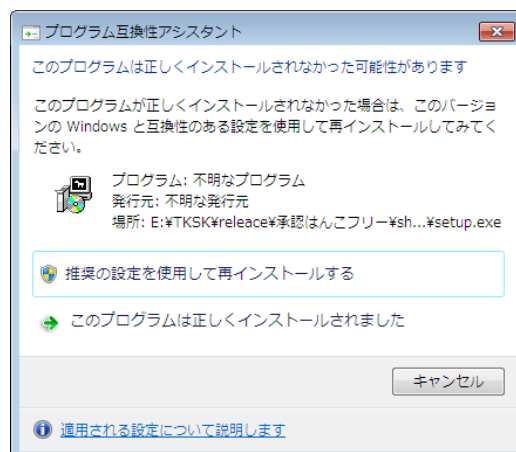 プログラム互換性アシスタント
このプログラムは正しくインストールされなかった可能性があります
このプログラムが正しくインストールされなかった場合は、このバージョ
ンの Windows と互換性のある設定を使用して再インストールしてみてく
ださい。
プログラム: 不明なプログラム
発行元: 不明な発行元
場所: E:¥TKSK¥releace¥承認はんこフリー¥sh...¥setup.exe
推奨の設定を使用して再インストールする
このプログラムは正しくインストールされました
キャンセル
適用される設定について説明します